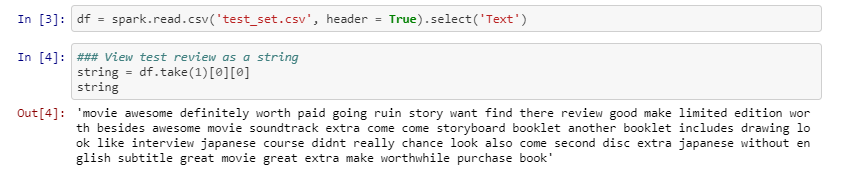 In [3]: df = spark.read.csv('test_set.csv', header = True).select('Text')
In [4]: ### View test review as a string
string = df.take(1)[0][0]
string
Out[4]: 'movie awesome definitely worth paid going ruin story want find there review good make limited edition wor
th besides awesome movie soundtrack extra come come storyboard booklet another booklet includes drawing lo
ok like interview japanese course didnt really chance look also come second disc extra japanese without en
glish subtitle great movie great extra make worthwhile purchase book'